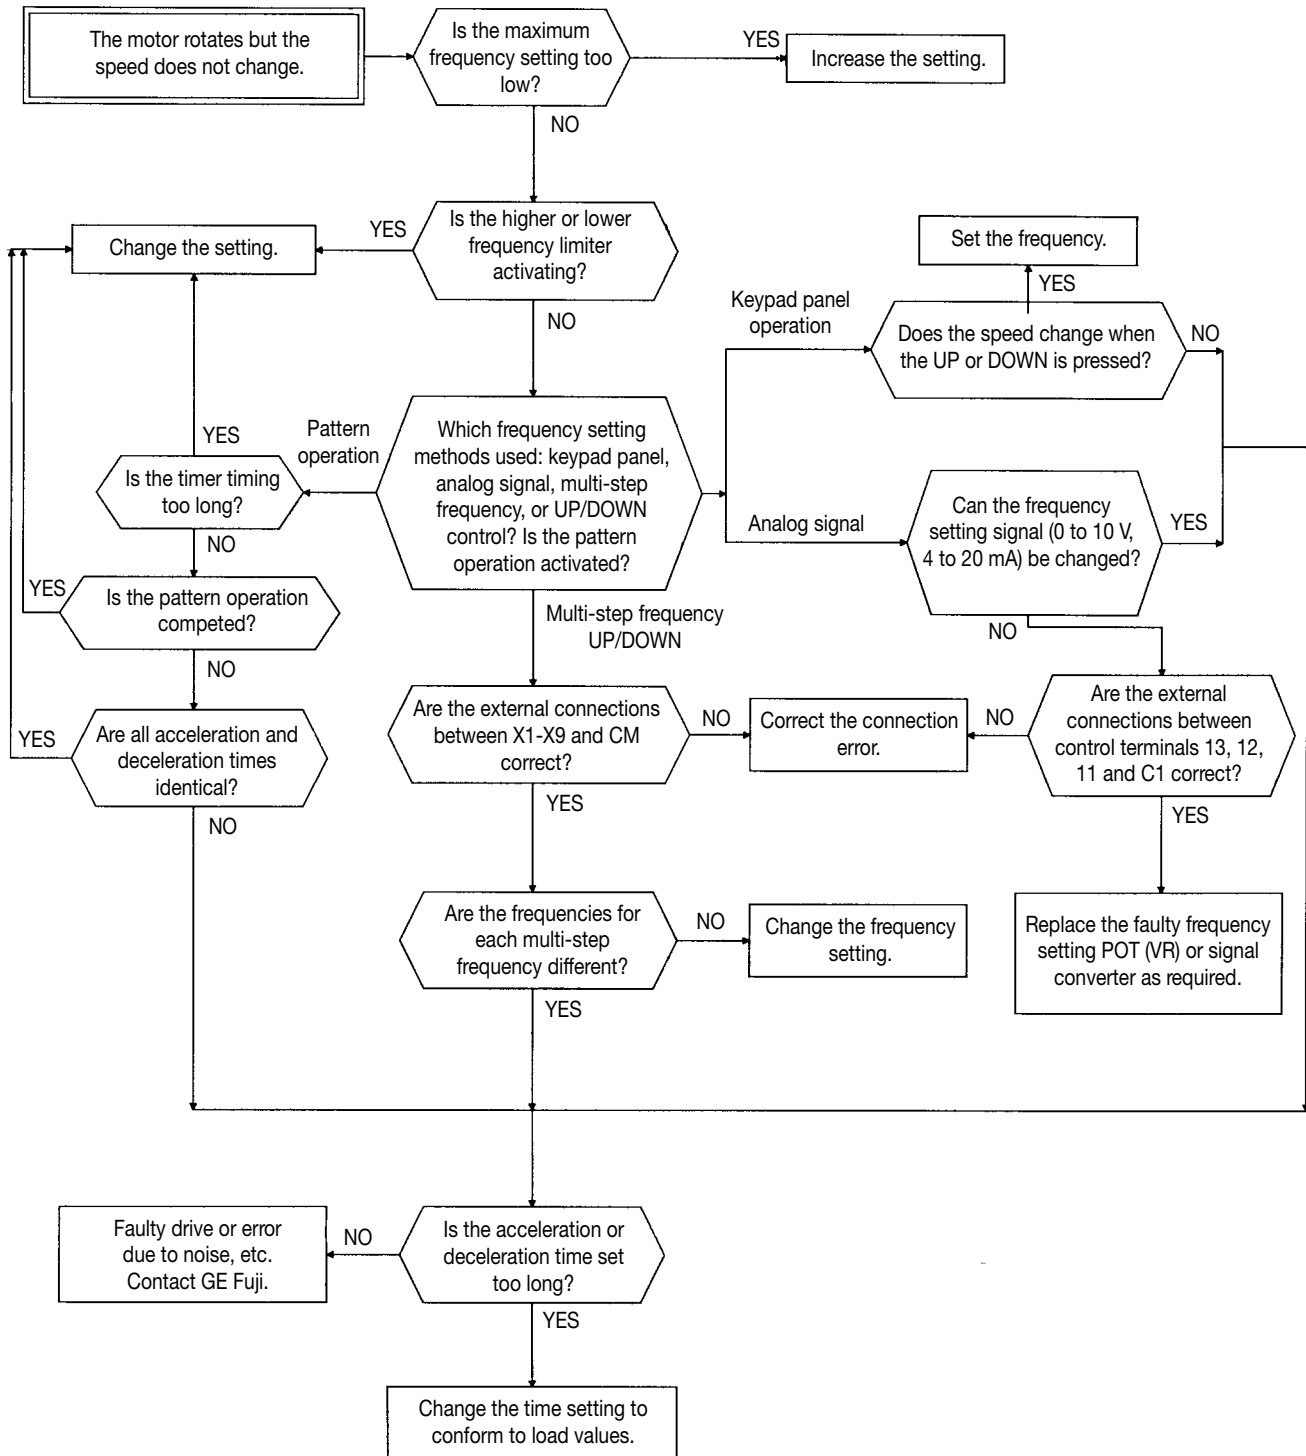 The motor rotates but the
speed does not change.
Is the maximum
frequency setting too
low?
YES
Increase the setting.
NO
Change the setting.
YES
Is the higher or lower
frequency limiter
activating?
NO
Set the frequency.
YES
Keypad panel
operation
Does the speed change when
the UP or DOWN is pressed?
NO
YES
Pattern
operation
Which frequency setting
methods used: keypad panel,
analog signal, multi-step
frequency, or UP/DOWN
control? Is the pattern
operation activated?
Is the timer timing
too long?
NO
Analog signal
Can the frequency
setting signal (0 to 10 V,
4 to 20 mA) be changed?
YES
NO
YES
Is the pattern operation
competed?
NO
Multi-step frequency
UP/DOWN
YES
Are all acceleration and
deceleration times
identical?
NO
Are the external connections
between X1-X9 and CM
correct?
NO
YES
Correct the connection
error.
NO
Are the external
connections between
control terminals 13, 12,
11 and C1 correct?
YES
Are the frequencies for
each multi-step
frequency different?
NO
YES
Change the frequency
setting.
Replace the faulty frequency
setting POT (VR) or signal
converter as required.
Faulty drive or error
due to noise, etc.
Contact GE Fuji.
NO
Is the acceleration or
deceleration time set
too long?
YES
Change the time setting to
conform to load values.